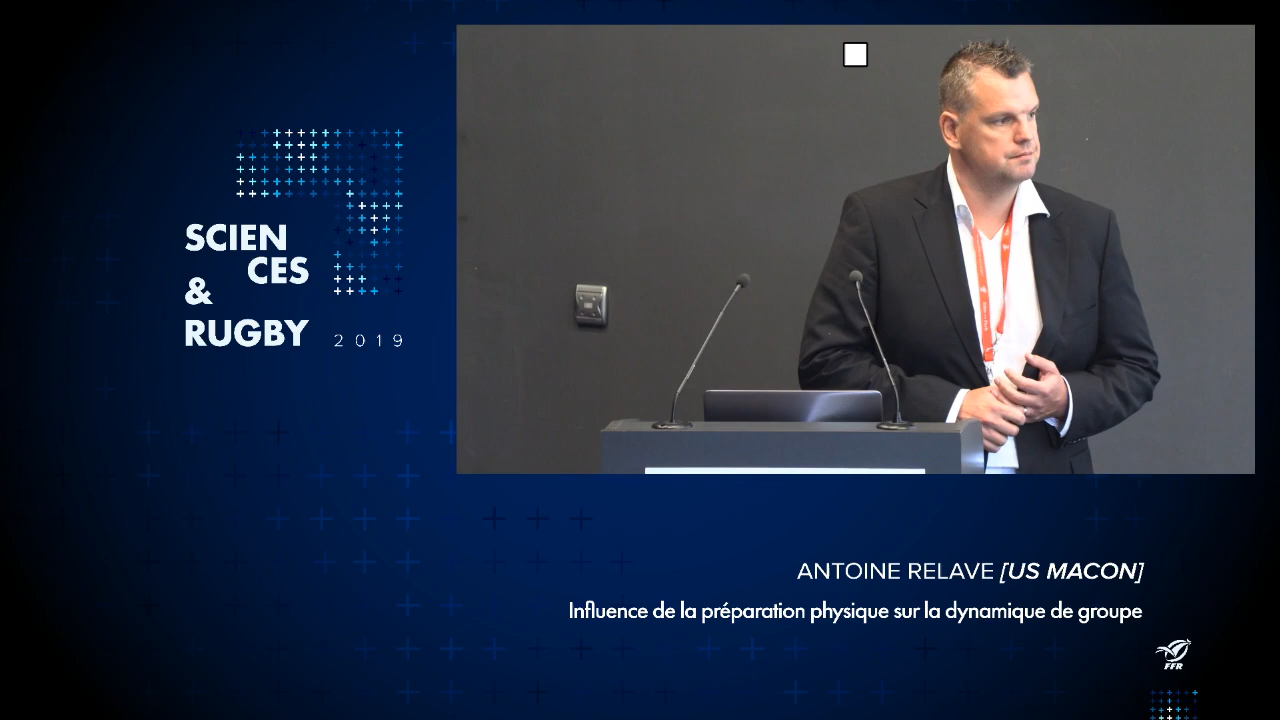 SCIEN
CES
&
RUGBY 2019
ANTOINE RELAVE [US MACON]
Influence de la préparation physique sur la dynamique de groupe
FFR